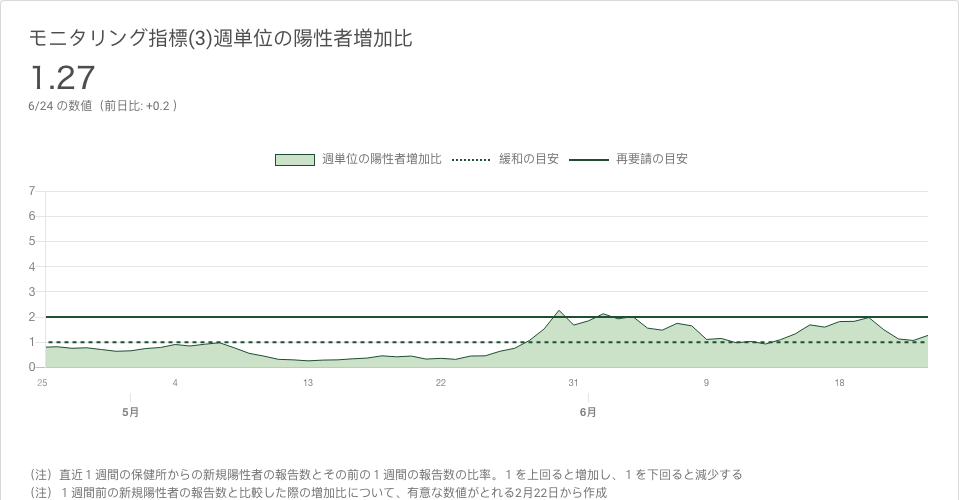 モニタリング指標(3)週単位の陽性者増加比
1.27
6/24 の数値（前日比: +0.2 ）
週単位の陽性者増加比 緩和の目安 再要請の目安
7
6
5
4
3
2
1
0
25 4 13 22 31 9 18
5月 6月
（注）直近１週間の保健所からの新規陽性者の報告数とその前の１週間の報告数の比率。１を上回ると増加し、１を下回ると減少する
（注）１週間前の新規陽性者の報告数と比較した際の増加比について、有意な数値がとれる2月22日から作成